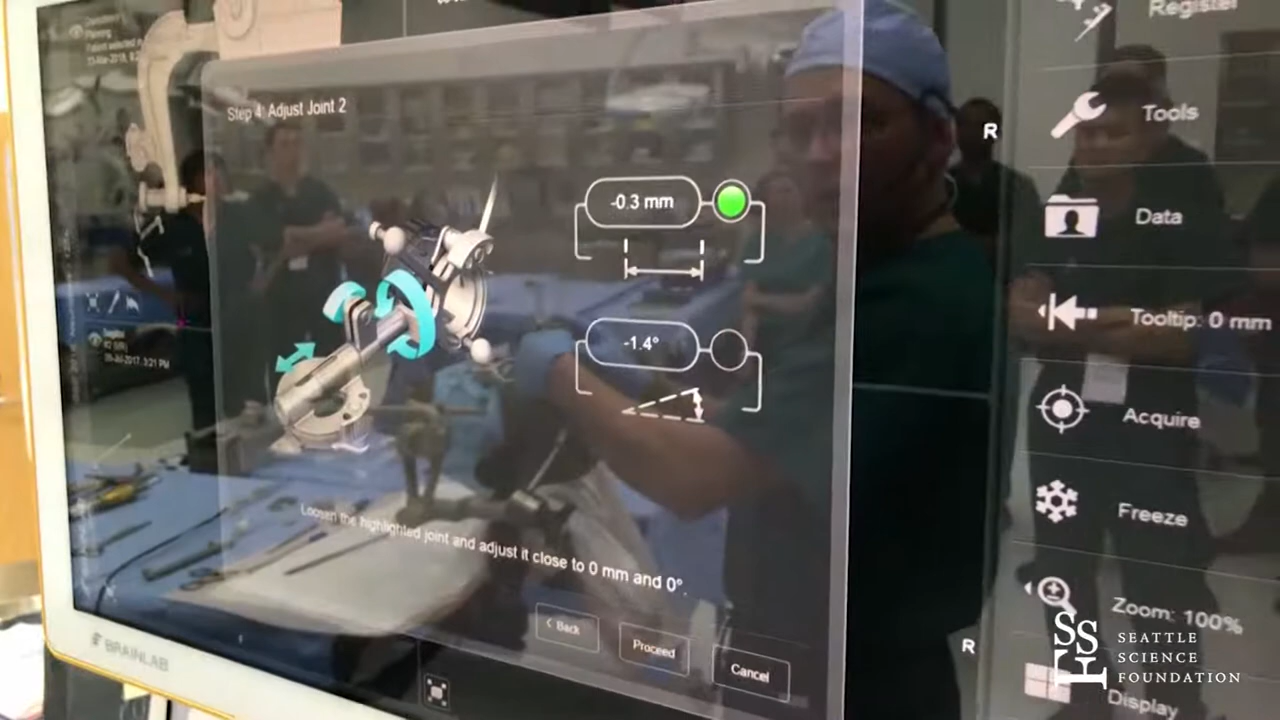 Register
Planning
Step 4: Adjust Joint 2
R
Tools
-0.3 mm
Data
Tooltip: 0 mm
-1.4°
Acquire
Freeze
Loosen the highlighted joint and adjust it close to 0 mm and 0°.
Zoom: 100%
Back
Proceed
Cancel
R
BRAINLAB
SSF
SEATTLE
SCIENCE
FOUNDATION
Display